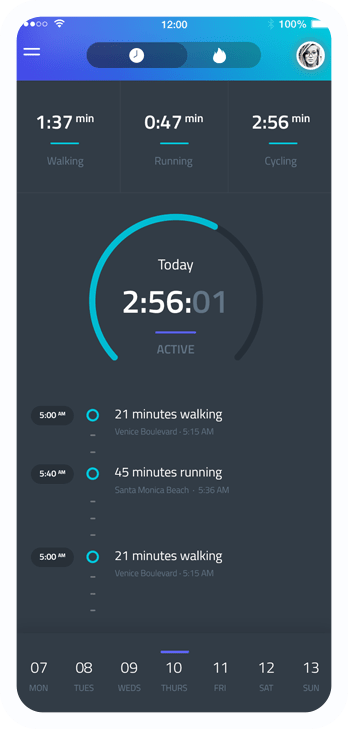 12:00 100%
1:37 min 0:47 min 2:56 min
Walking Running Cycling
Today
2:56:01
ACTIVE
5:00 AM 21 minutes walking
Venice Boulevard - 5:15 AM
5:40 AM 45 minutes running
Santa Monica Beach - 5:36 AM
5:00 AM 21 minutes walking
Venice Boulevard - 5:15 AM
07 08 09 10 11 12 13
MON TUES WEDS THURS FRI SAT SUN